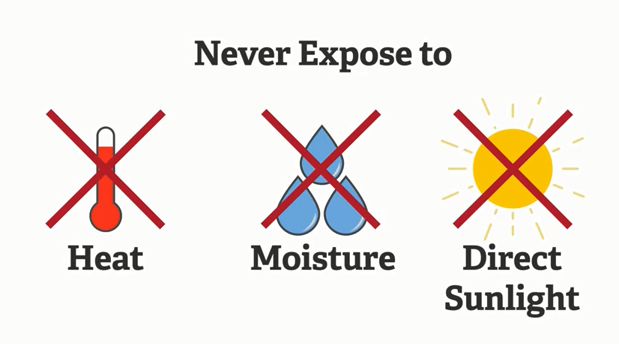 Never Expose to
Heat
Moisture
Direct
Sunlight